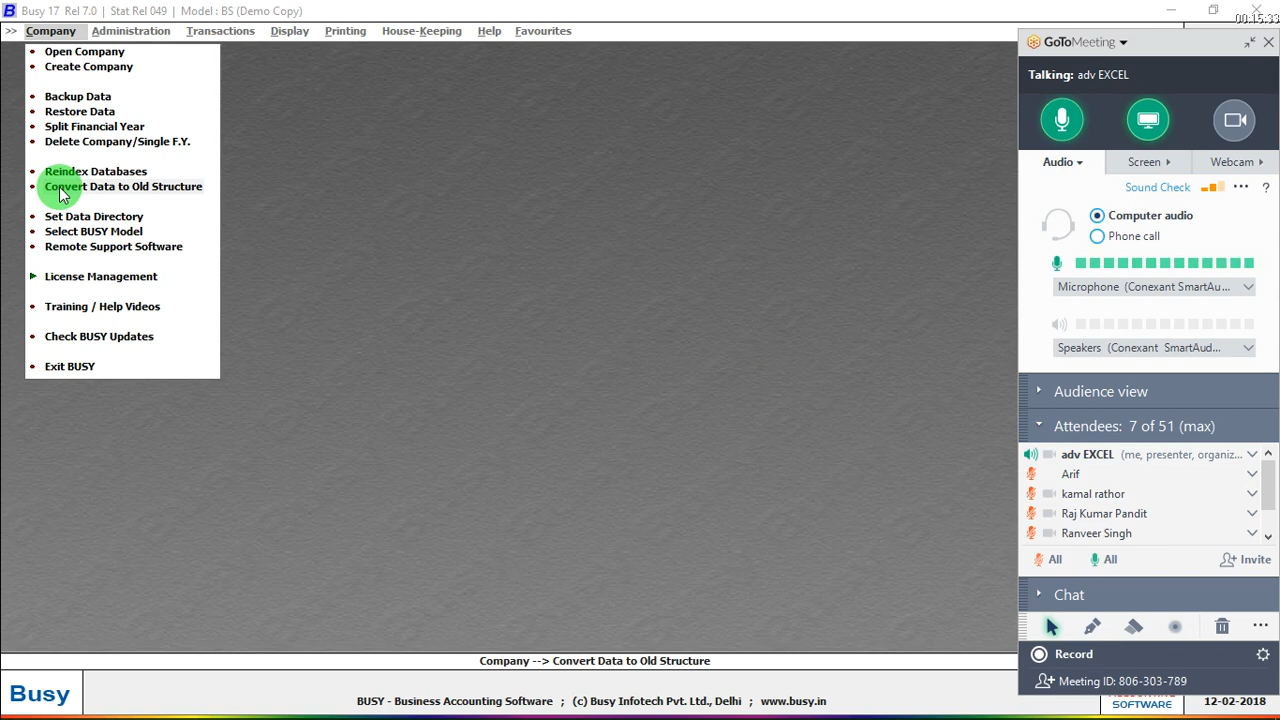 Busy 17 Rel 7.0 | Stat Rel 049 | Model : BS (Demo Copy)
00:15:33
>> Company Administration Transactions Display Printing House-Keeping Help Favourites
Open Company
Create Company
Backup Data
Restore Data
Split Financial Year
Delete Company/Single F.Y.
Reindex Databases
Convert Data to Old Structure
Set Data Directory
Select BUSY Model
Remote Support Software
License Management
Training / Help Videos
Check BUSY Updates
Exit BUSY
GoToMeeting
Talking: adv EXCEL
Audio Screen Webcam
Sound Check ... ?
Computer audio
Phone call
Microphone (Conexant SmartAu...
Speakers (Conexant SmartAud...
Audience view
Attendees: 7 of 51 (max)
adv EXCEL (me, presenter, organiz...
Arif
kamal rathor
Raj Kumar Pandit
Ranveer Singh
All All Invite
Chat
Record
Meeting ID: 806-303-789
Company --> Convert Data to Old Structure
Busy
BUSY - Business Accounting Software ; (c) Busy Infotech Pvt. Ltd., Delhi ; www.busy.in
SOFTWARE
12-02-2018